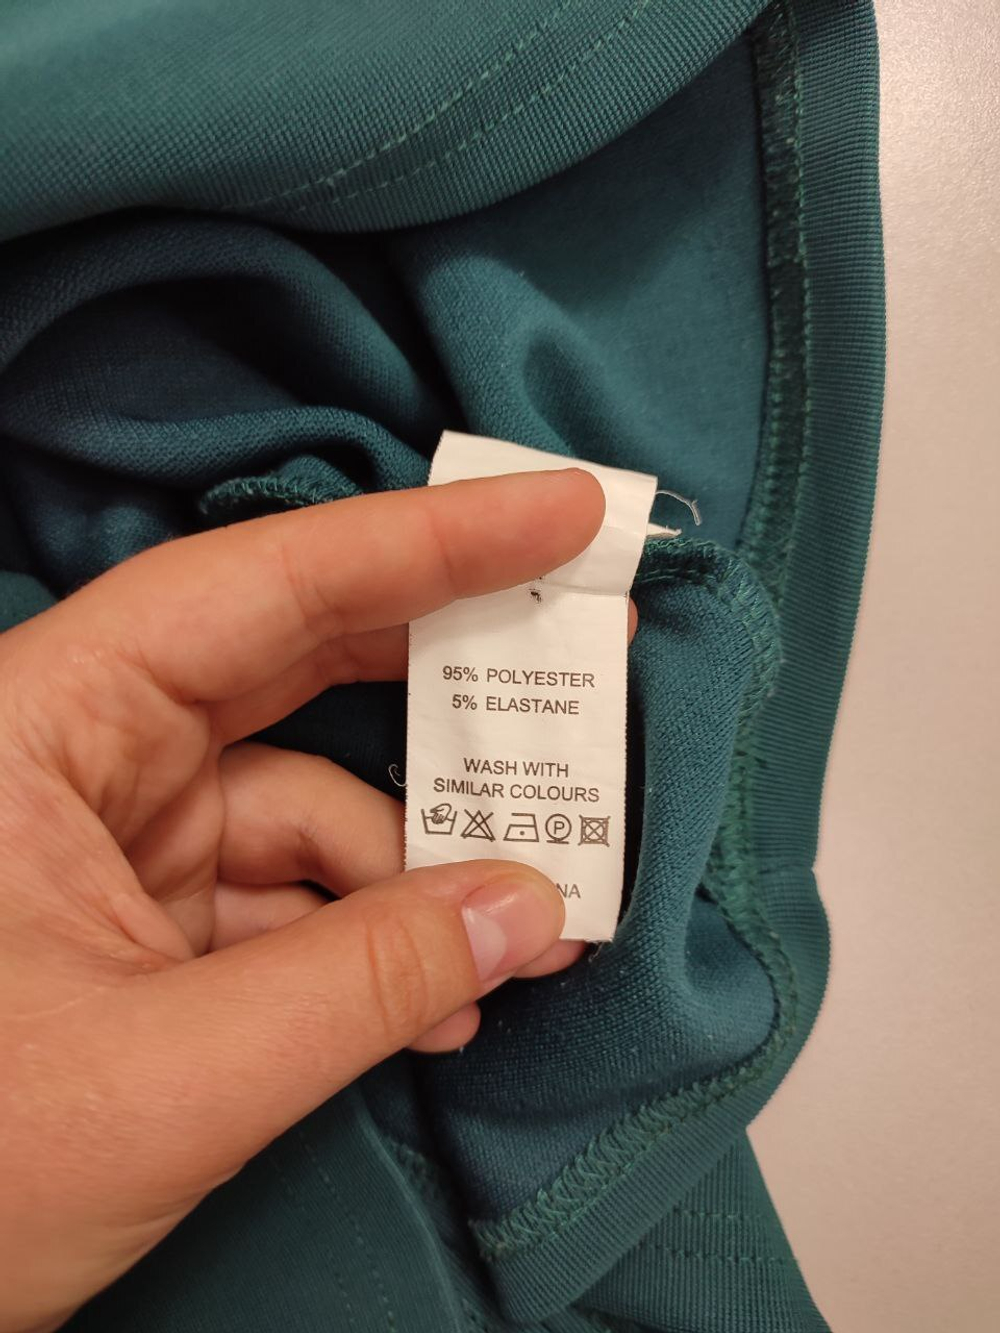 95% POLYESTER
5% ELASTANE
WASH WITH
SIMILAR COLOURS
P